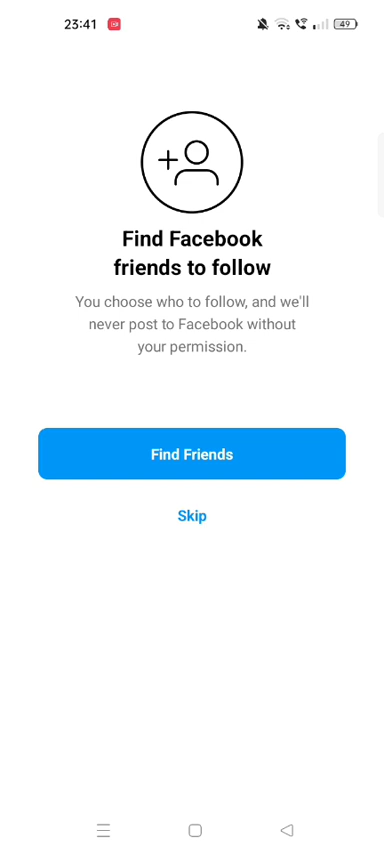 23:41
49
Find Facebook
friends to follow
You choose who to follow, and we'll
never post to Facebook without
your permission.
Find Friends
Skip